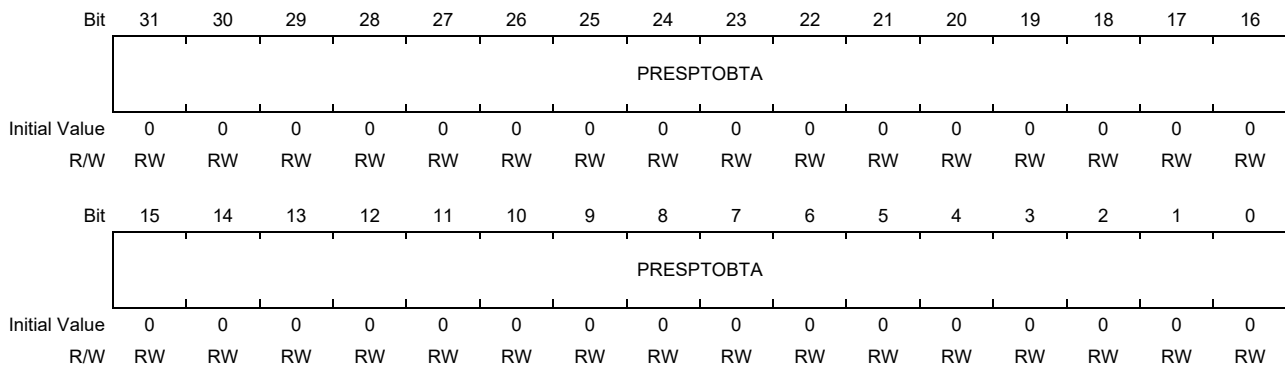 Bit 31 30 29 28 27 26 25 24 23 22 21 20 19 18 17 16
PRESPTOBTA
Initial Value 0 0 0 0 0 0 0 0 0 0 0 0 0 0 0 0
R/W RW RW RW RW RW RW RW RW RW RW RW RW RW RW RW RW
Bit 15 14 13 12 11 10 9 8 7 6 5 4 3 2 1 0
PRESPTOBTA
Initial Value 0 0 0 0 0 0 0 0 0 0 0 0 0 0 0 0
R/W RW RW RW RW RW RW RW RW RW RW RW RW RW RW RW RW